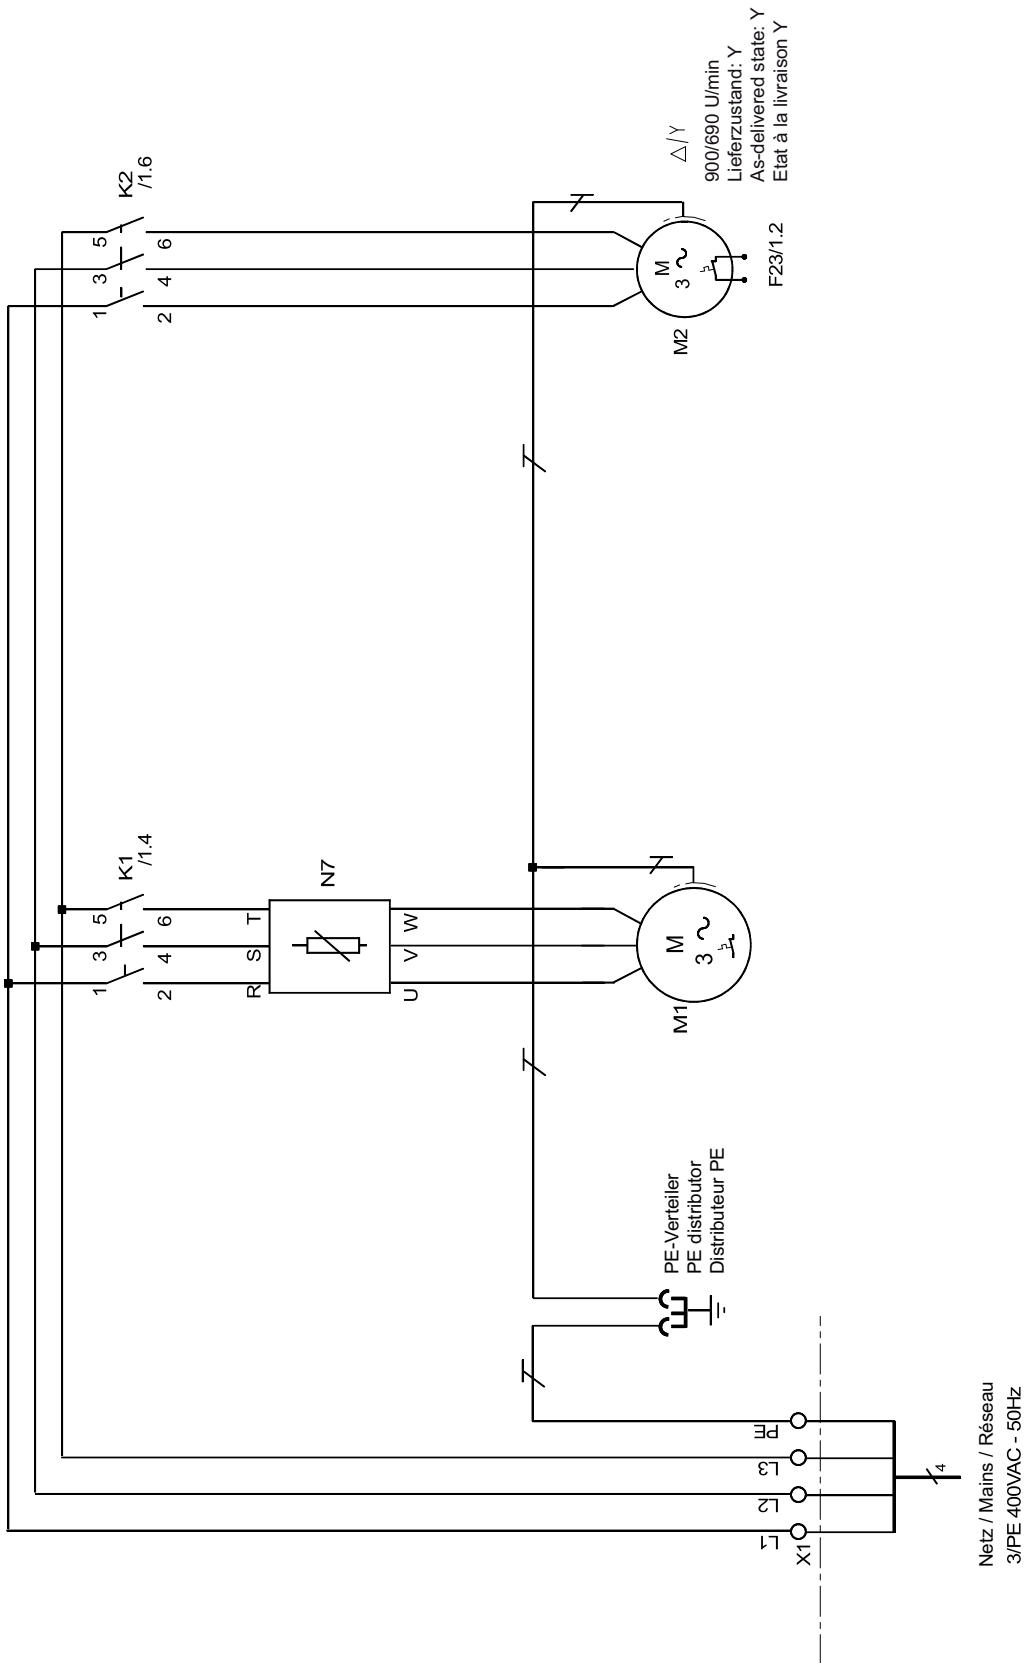 Netz / Mains / Réseau
3/PE 400VAC - 50Hz
4
X1
L1
L2
L3
PE
PE-Verteiler
PE distributor
Distributeur PE
K1
/1.4
1 3 5
2 4 6
R S T
N7
U V W
M
3 ~
M1
K2
/1.6
1 3 5
2 4 6
M
3 ~
M2
F23/1.2
△/Y
900/690 U/min
Lieferzustand: Y
As-delivered state: Y
Etat à la livraison Y